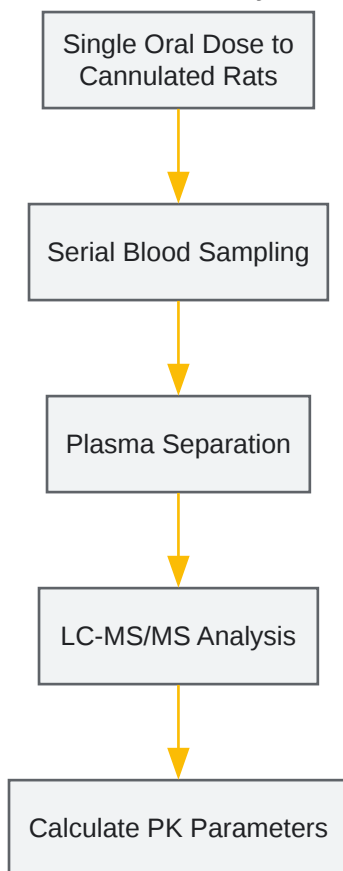 Single Oral Dose to
Cannulated Rats
Serial Blood Sampling
Plasma Separation
LC-MS/MS Analysis
Calculate PK Parameters